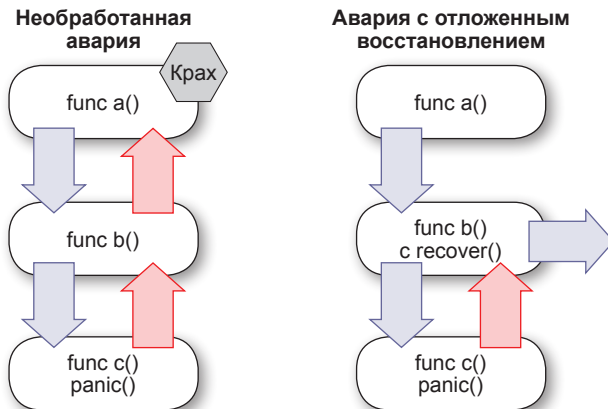 Необработанная
авария
Крах
func a()
func b()
func c()
panic()
Авария с отложенным
восстановлением
func a()
func b()
с recover()
func c()
panic()